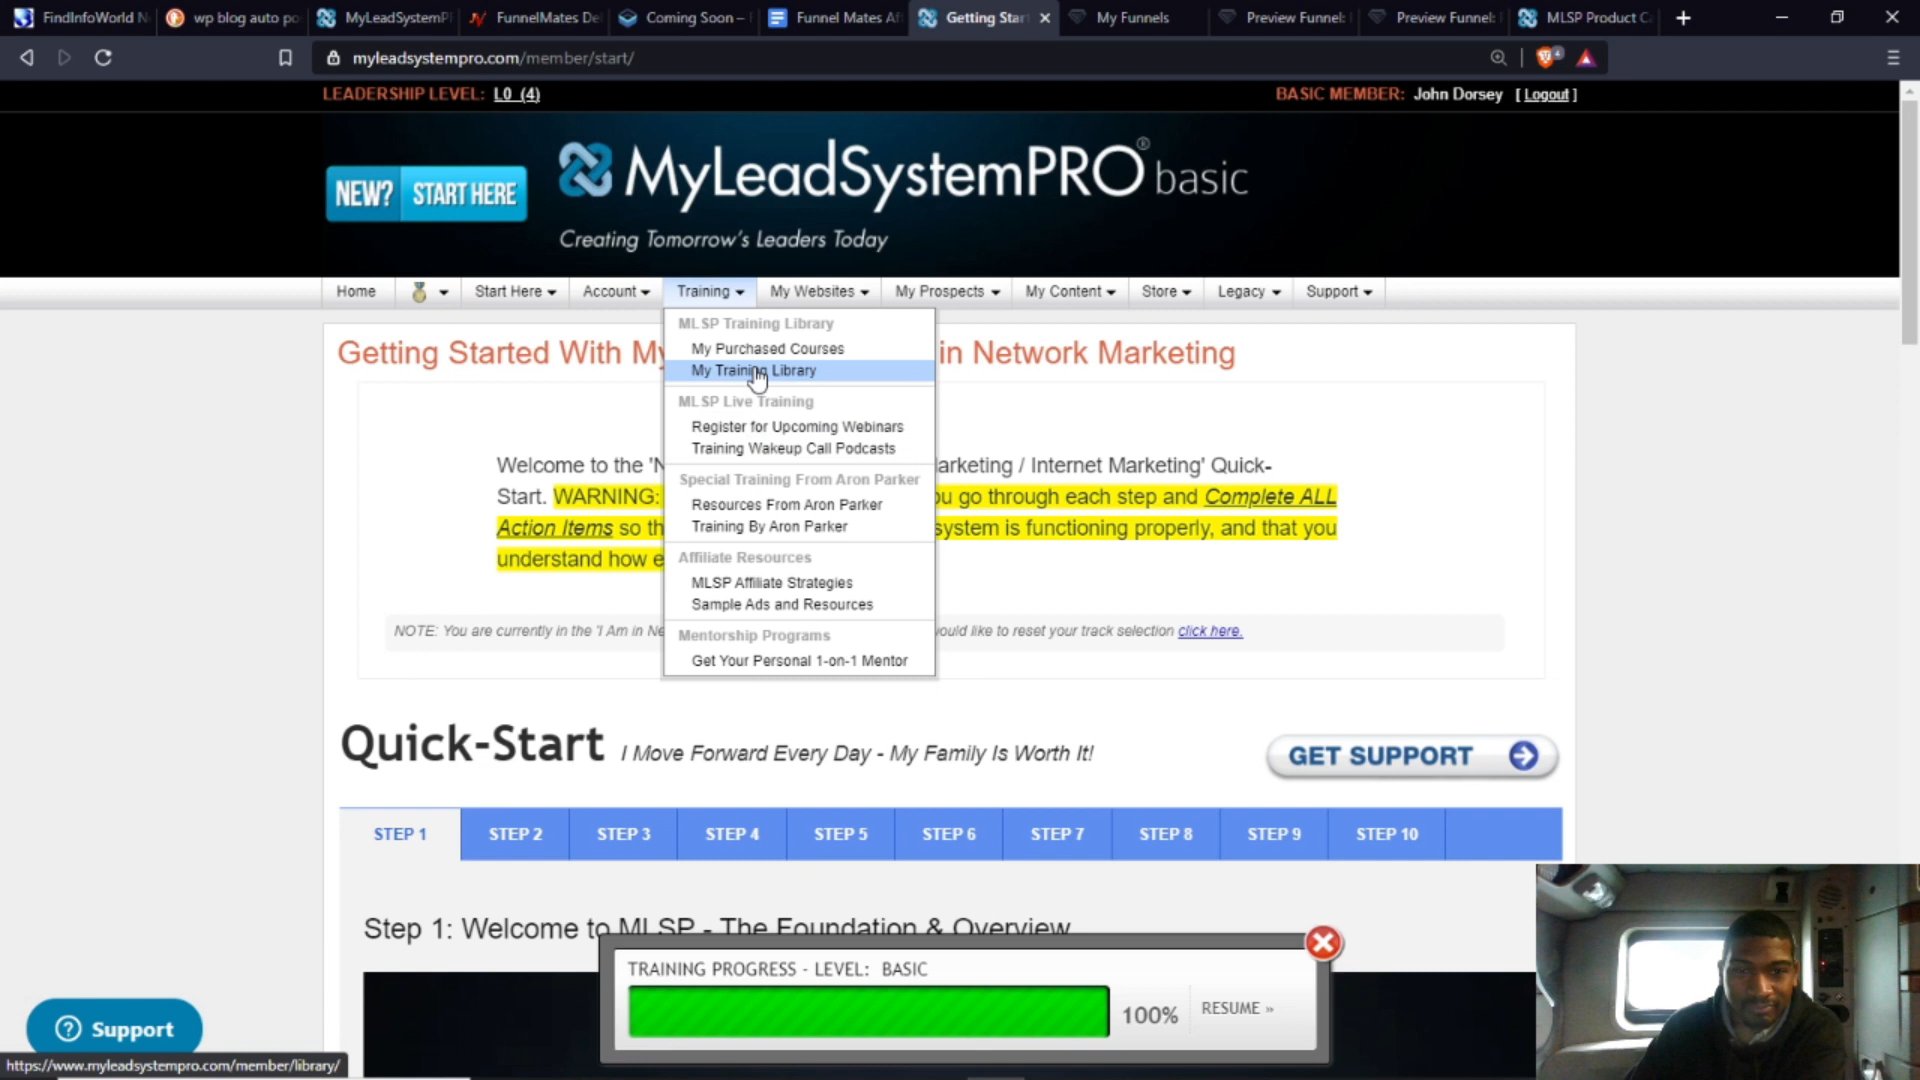 FindInfoWorld N
wp blog auto po
MyLeadSystemP
FunnelMates De
Coming Soon –
Funnel Mates Af
Getting Star
My Funnels
Preview Funnel:
Preview Funnel:
MLSP Product C
myleadsystempro.com/member/start/
LEADERSHIP LEVEL: L0 (4)
BASIC MEMBER: John Dorsey [ Logout ]
NEW? START HERE
MyLeadSystemPRO® basic
Creating Tomorrow's Leaders Today
Home
Start Here
Account
Training
My Websites
My Prospects
My Content
Store
Legacy
Support
MLSP Training Library
My Purchased Courses
My Training Library
MLSP Live Training
Register for Upcoming Webinars
Training Wakeup Call Podcasts
Special Training From Aron Parker
Resources From Aron Parker
Training By Aron Parker
Affiliate Resources
MLSP Affiliate Strategies
Sample Ads and Resources
Mentorship Programs
Get Your Personal 1-on-1 Mentor
Getting Started With My in Network Marketing
Welcome to the 'N arketing / Internet Marketing' Quick-
Start. WARNING: ou go through each step and Complete ALL
Action Items so th system is functioning properly, and that you
understand how e
NOTE: You are currently in the 'I Am in Ne ould like to reset your track selection click here.
Quick-Start I Move Forward Every Day - My Family Is Worth It!
GET SUPPORT
STEP 1
STEP 2
STEP 3
STEP 4
STEP 5
STEP 6
STEP 7
STEP 8
STEP 9
STEP 10
Step 1: Welcome to MLSP - The Foundation & Overview
TRAINING PROGRESS - LEVEL: BASIC
100%
RESUME »
Support
https://www.myleadsystempro.com/member/library/